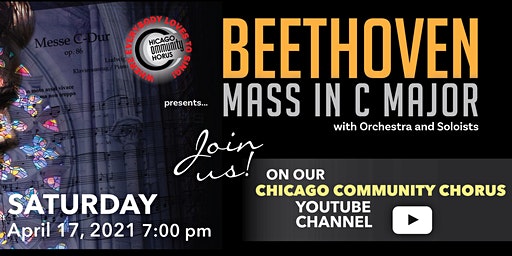 Messe C-Dur
op. 86
WHERE EVERYBODY LOVES TO SING!
CHICAGO
Community
CHORUS
presents...
BEETHOVEN
MASS IN C MAJOR
with Orchestra and Soloists
Join
us!
ON OUR
CHICAGO COMMUNITY CHORUS
YOUTUBE
CHANNEL
SATURDAY
April 17, 2021 7:00 pm